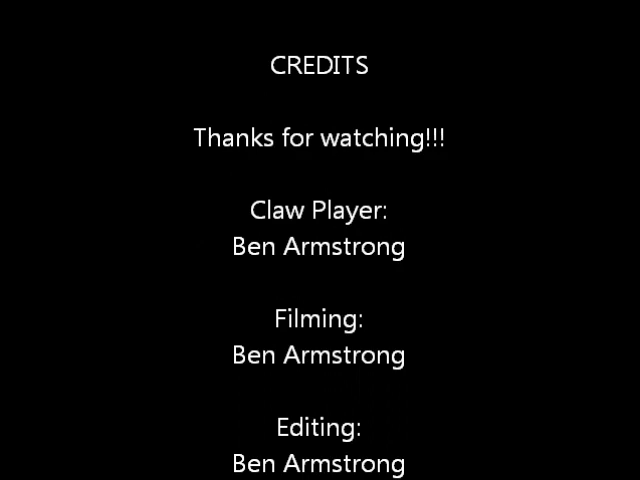 CREDITS
Thanks for watching!!!
Claw Player:
Ben Armstrong
Filming:
Ben Armstrong
Editing:
Ben Armstrong